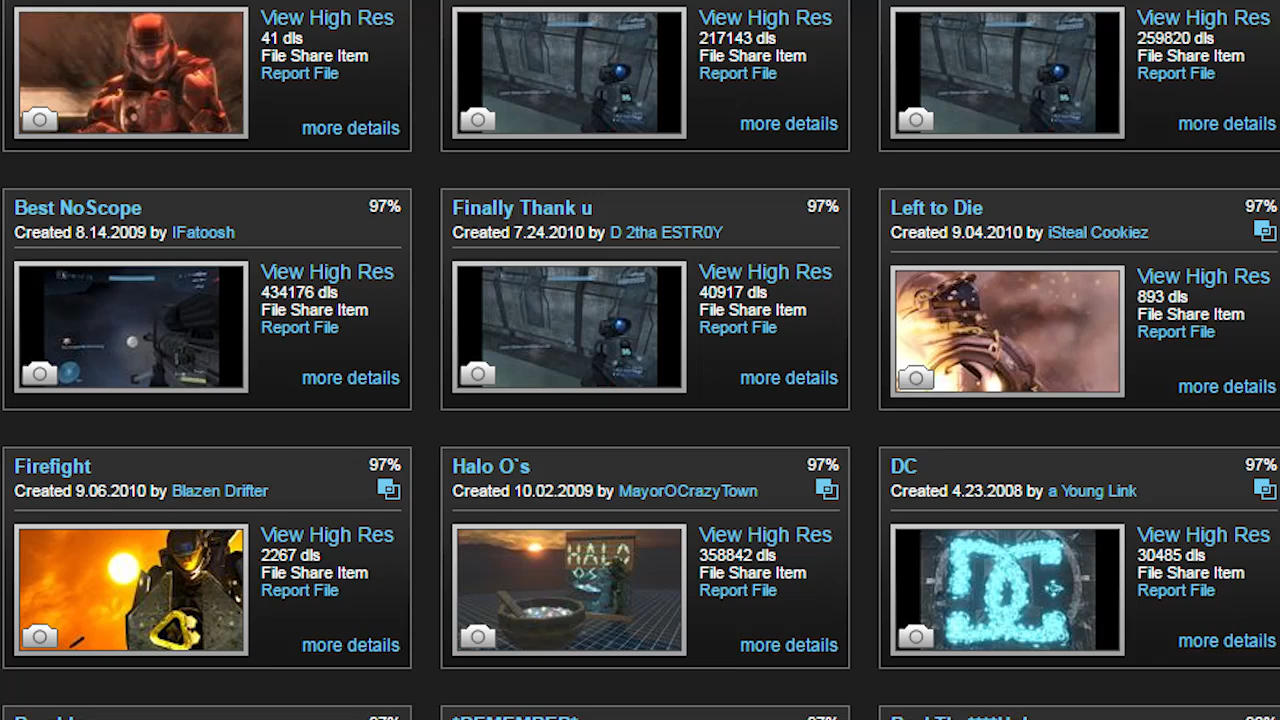 View High Res
41 dls
File Share Item
Report File
more details
View High Res
217143 dls
File Share Item
Report File
more details
View High Res
259820 dls
File Share Item
Report File
more details
Best NoScope 97%
Created 8.14.2009 by IFatoosh
View High Res
434176 dls
File Share Item
Report File
more details
Finally Thank u 97%
Created 7.24.2010 by D 2tha ESTR0Y
View High Res
40917 dls
File Share Item
Report File
more details
Left to Die 97%
Created 9.04.2010 by iSteal Cookiez
View High Res
893 dls
File Share Item
Report File
more details
Firefight 97%
Created 9.06.2010 by Blazen Drifter
View High Res
2267 dls
File Share Item
Report File
more details
Halo O`s 97%
Created 10.02.2009 by MayorOCrazyTown
HALO
OS
View High Res
358842 dls
File Share Item
Report File
more details
DC 97%
Created 4.23.2008 by a Young Link
DC
View High Res
30485 dls
File Share Item
Report File
more details
*REMEMBER*